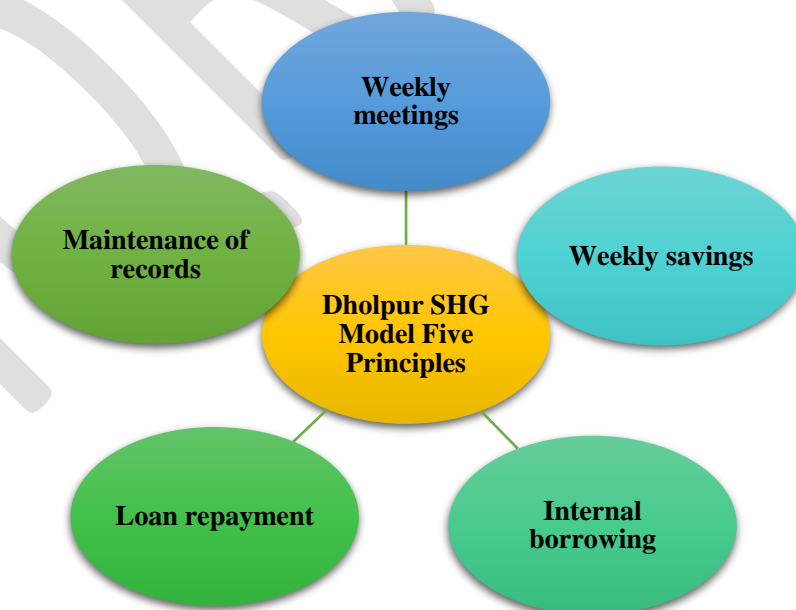 Weekly
meetings
Maintenance of
records
Weekly savings
Dholpur SHG
Model Five
Principles
Loan repayment
Internal
borrowing